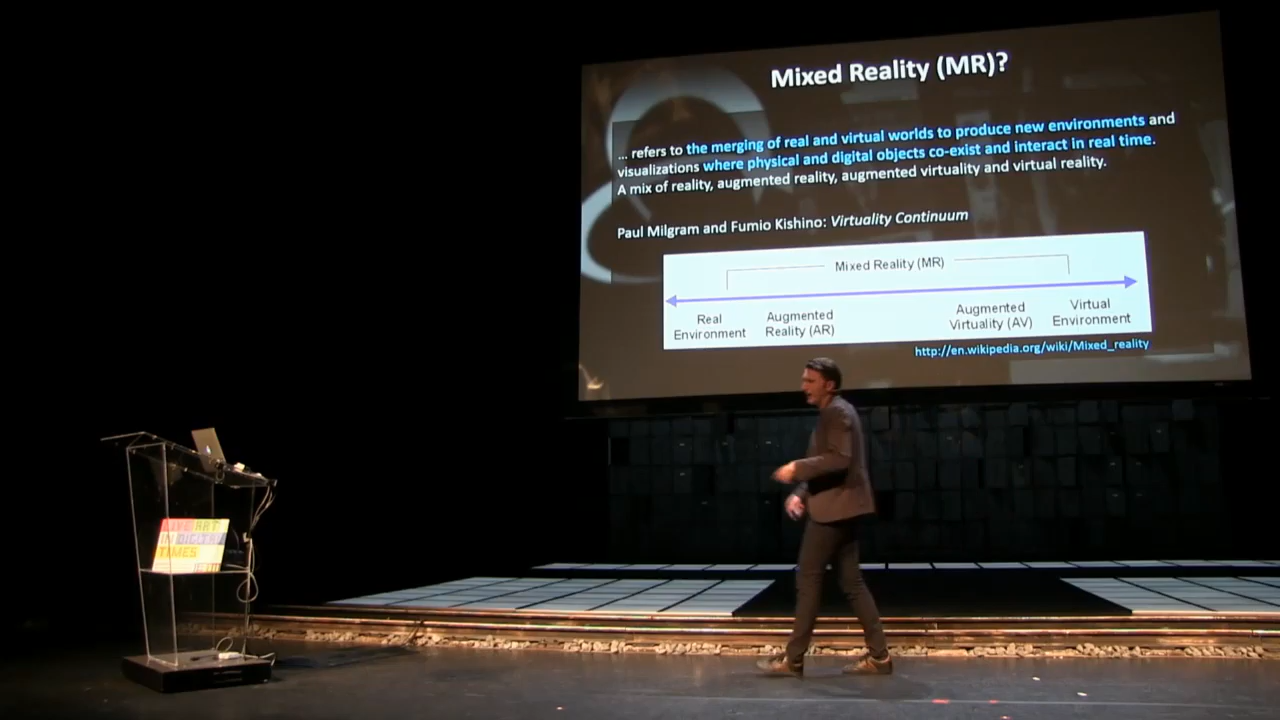 Mixed Reality (MR)?
... refers to the merging of real and virtual worlds to produce new environments and
visualizations where physical and digital objects co-exist and interact in real time.
A mix of reality, augmented reality, augmented virtuality and virtual reality.
Paul Milgram and Fumio Kishino: Virtuality Continuum
Mixed Reality (MR)
Real
Environment
Augmented
Reality (AR)
Augmented
Virtuality (AV)
Virtual
Environment
http://en.wikipedia.org/wiki/Mixed_reality
LIVE ART
IN DIGITAL
TIMES